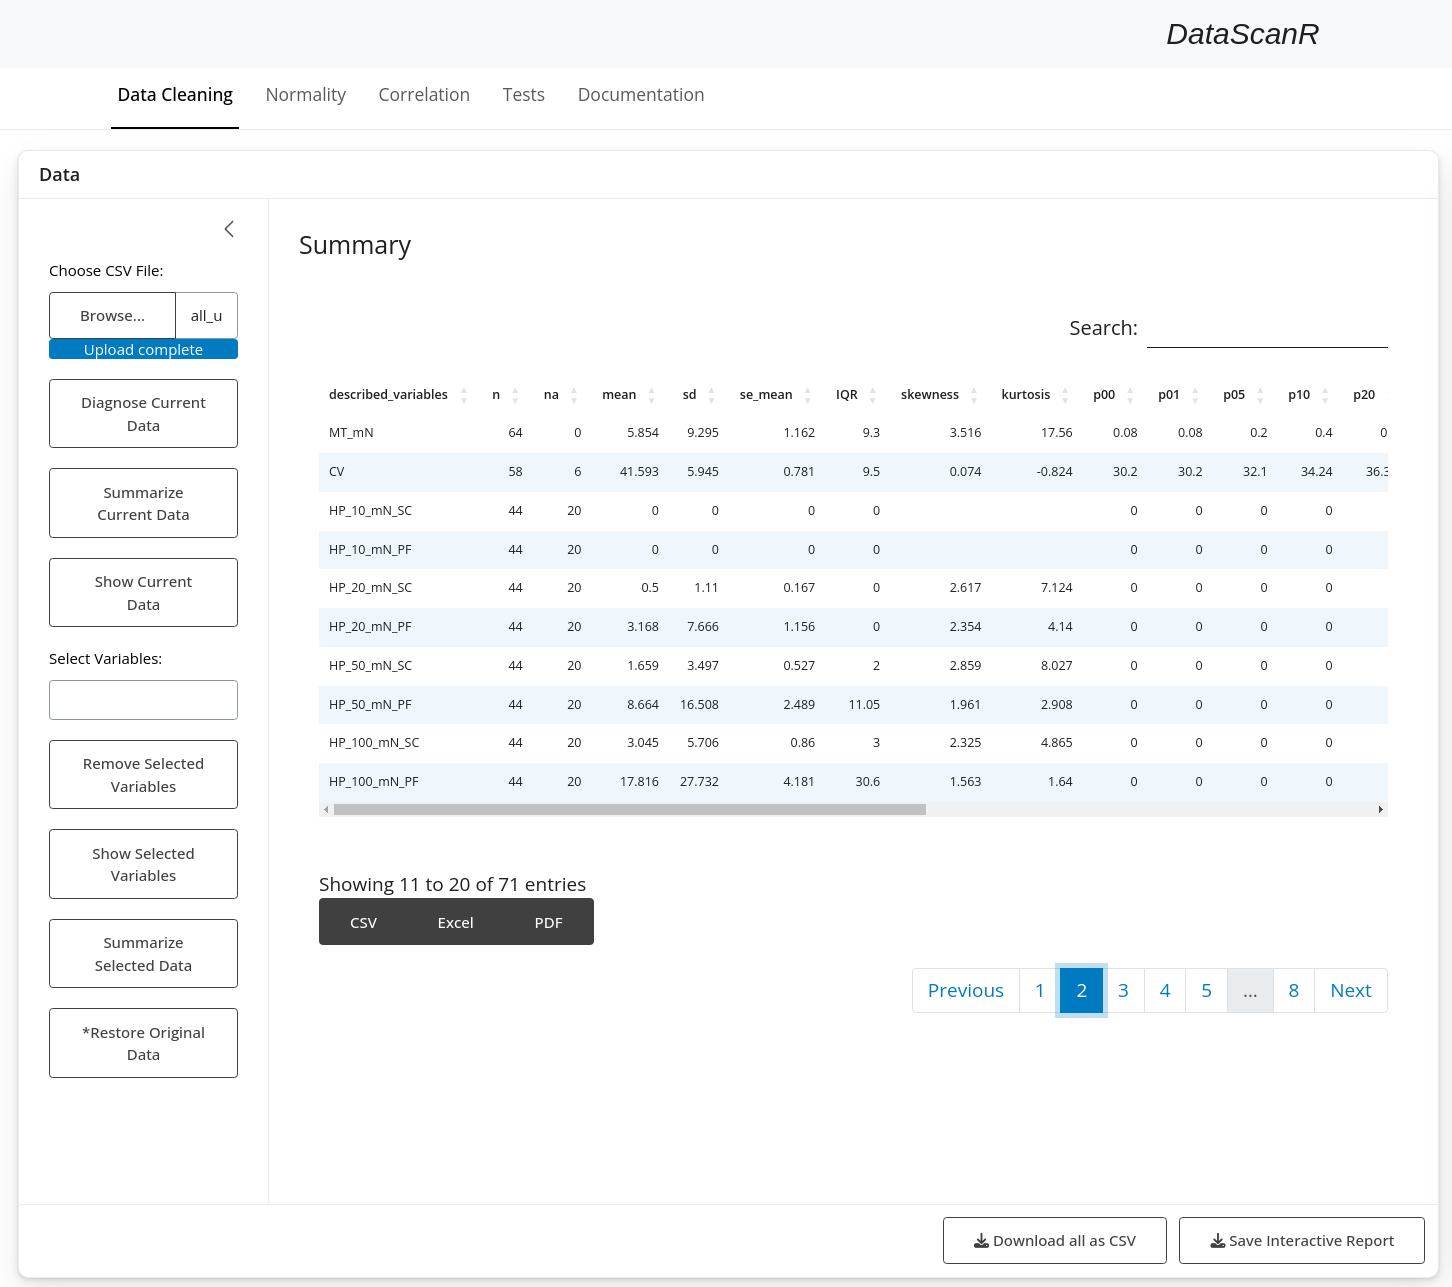 DataScanR
Data Cleaning Normality Correlation Tests Documentation
Data
Summary
Choose CSV File:
Browse... all_u
Upload complete
Diagnose Current
Data
Summarize
Current Data
Show Current
Data
Select Variables:
Remove Selected
Variables
Show Selected
Variables
Summarize
Selected Data
*Restore Original
Data
Search:
described_variables n na mean sd se_mean IQR skewness kurtosis p00 p01 p05 p10 p20
MT_mN 64 0 5.854 9.295 1.162 9.3 3.516 17.56 0.08 0.08 0.2 0.4 0
CV 58 6 41.593 5.945 0.781 9.5 0.074 -0.824 30.2 30.2 32.1 34.24 36.3
HP_10_mN_SC 44 20 0 0 0 0 0 0 0 0
HP_10_mN_PF 44 20 0 0 0 0 0 0 0 0
HP_20_mN_SC 44 20 0.5 1.11 0.167 0 2.617 7.124 0 0 0 0
HP_20_mN_PF 44 20 3.168 7.666 1.156 0 2.354 4.14 0 0 0 0
HP_50_mN_SC 44 20 1.659 3.497 0.527 2 2.859 8.027 0 0 0 0
HP_50_mN_PF 44 20 8.664 16.508 2.489 11.05 1.961 2.908 0 0 0 0
HP_100_mN_SC 44 20 3.045 5.706 0.86 3 2.325 4.865 0 0 0 0
HP_100_mN_PF 44 20 17.816 27.732 4.181 30.6 1.563 1.64 0 0 0 0
Showing 11 to 20 of 71 entries
CSV Excel PDF
Previous 1 2 3 4 5 ... 8 Next
Download all as CSV Save Interactive Report